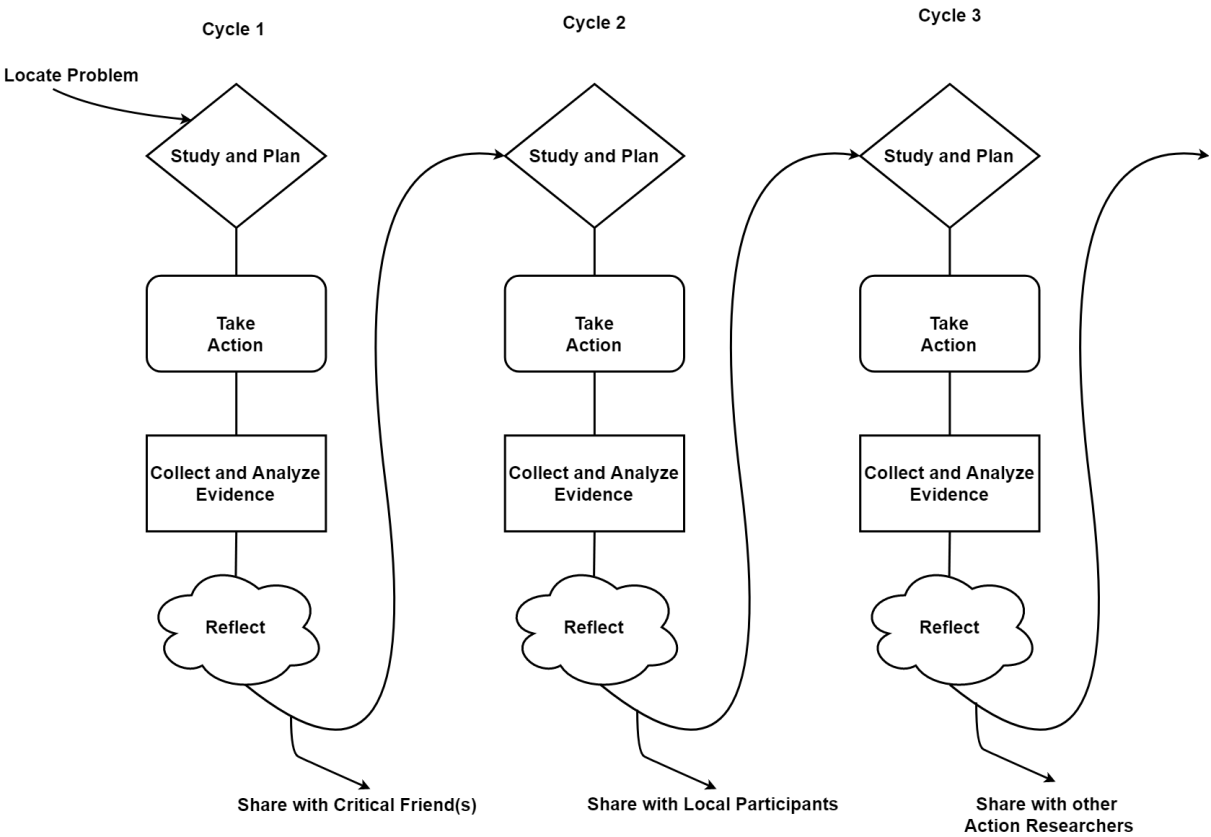 Cycle 1
Cycle 2
Cycle 3
Locate Problem
Study and Plan
Study and Plan
Study and Plan
Take
Action
Take
Action
Take
Action
Collect and Analyze
Evidence
Collect and Analyze
Evidence
Collect and Analyze
Evidence
Reflect
Reflect
Reflect
Share with Critical Friend(s)
Share with Local Participants
Share with other
Action Researchers